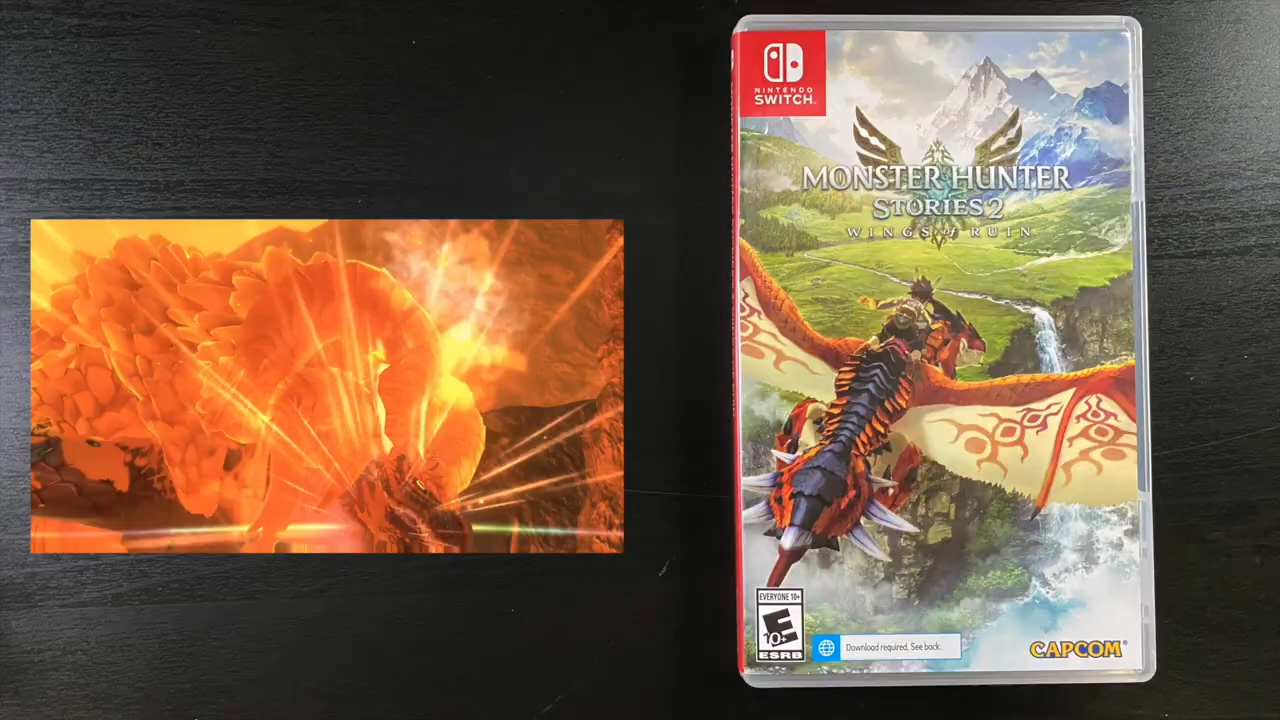 NINTENDO
SWITCH
MONSTER HUNTER
STORIES 2
WINGS of RUIN
EVERYONE 10+
E
10+
ESRB
Download required. See back.
CAPCOM